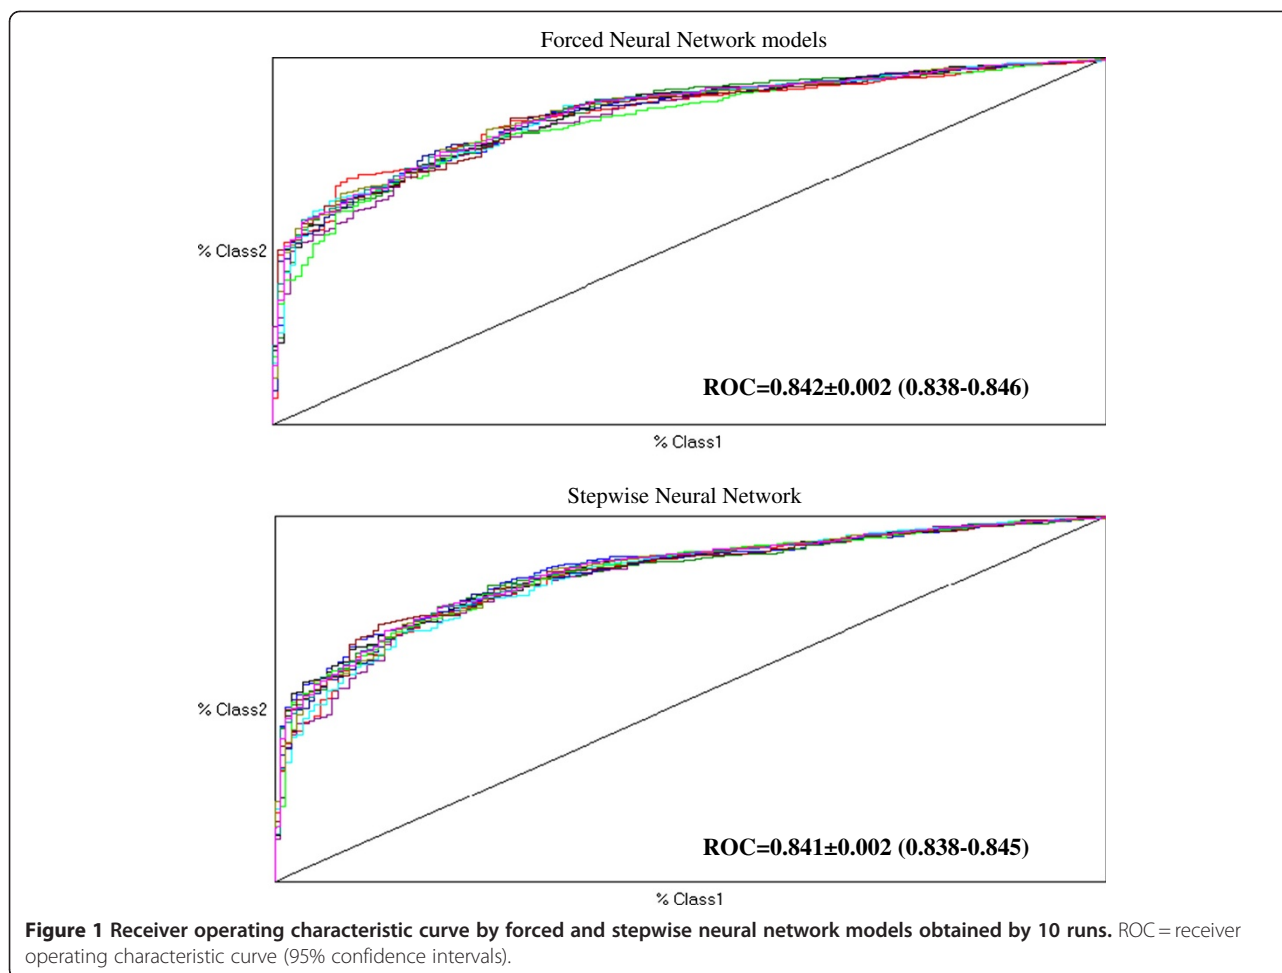 Forced Neural Network models
% Class2
ROC=0.842±0.002 (0.838-0.846)
% Class1
Stepwise Neural Network
% Class2
ROC=0.841±0.002 (0.838-0.845)
% Class1
Figure 1 Receiver operating characteristic curve by forced and stepwise neural network models obtained by 10 runs. ROC = receiver
operating characteristic curve (95% confidence intervals).